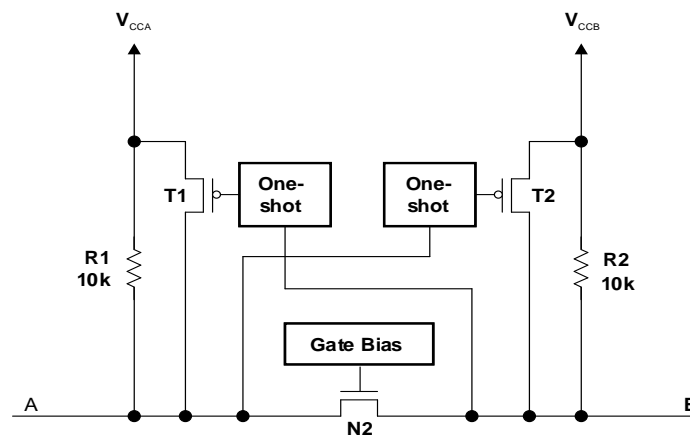 VCCA
VCCB
One-
shot
One-
shot
T1
T2
R1
10k
R2
10k
Gate Bias
A
N2